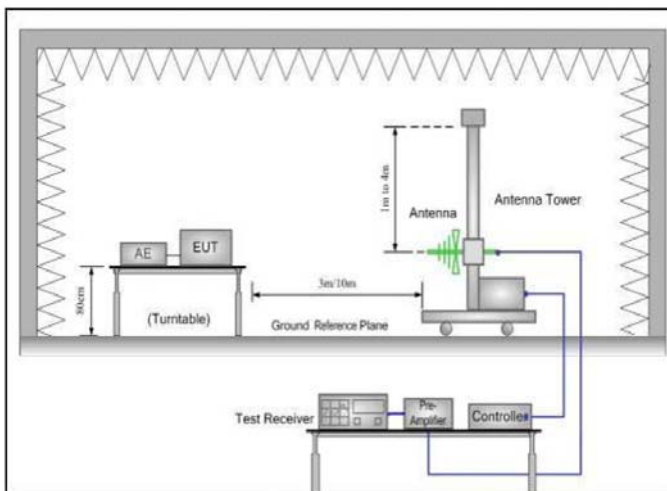 1m to 4m
Antenna
Antenna Tower
AE
EUT
80cm
(Turntable)
3m/10m
Ground Reference Plane
Test Receiver
Pre-
Amplifier
Controller